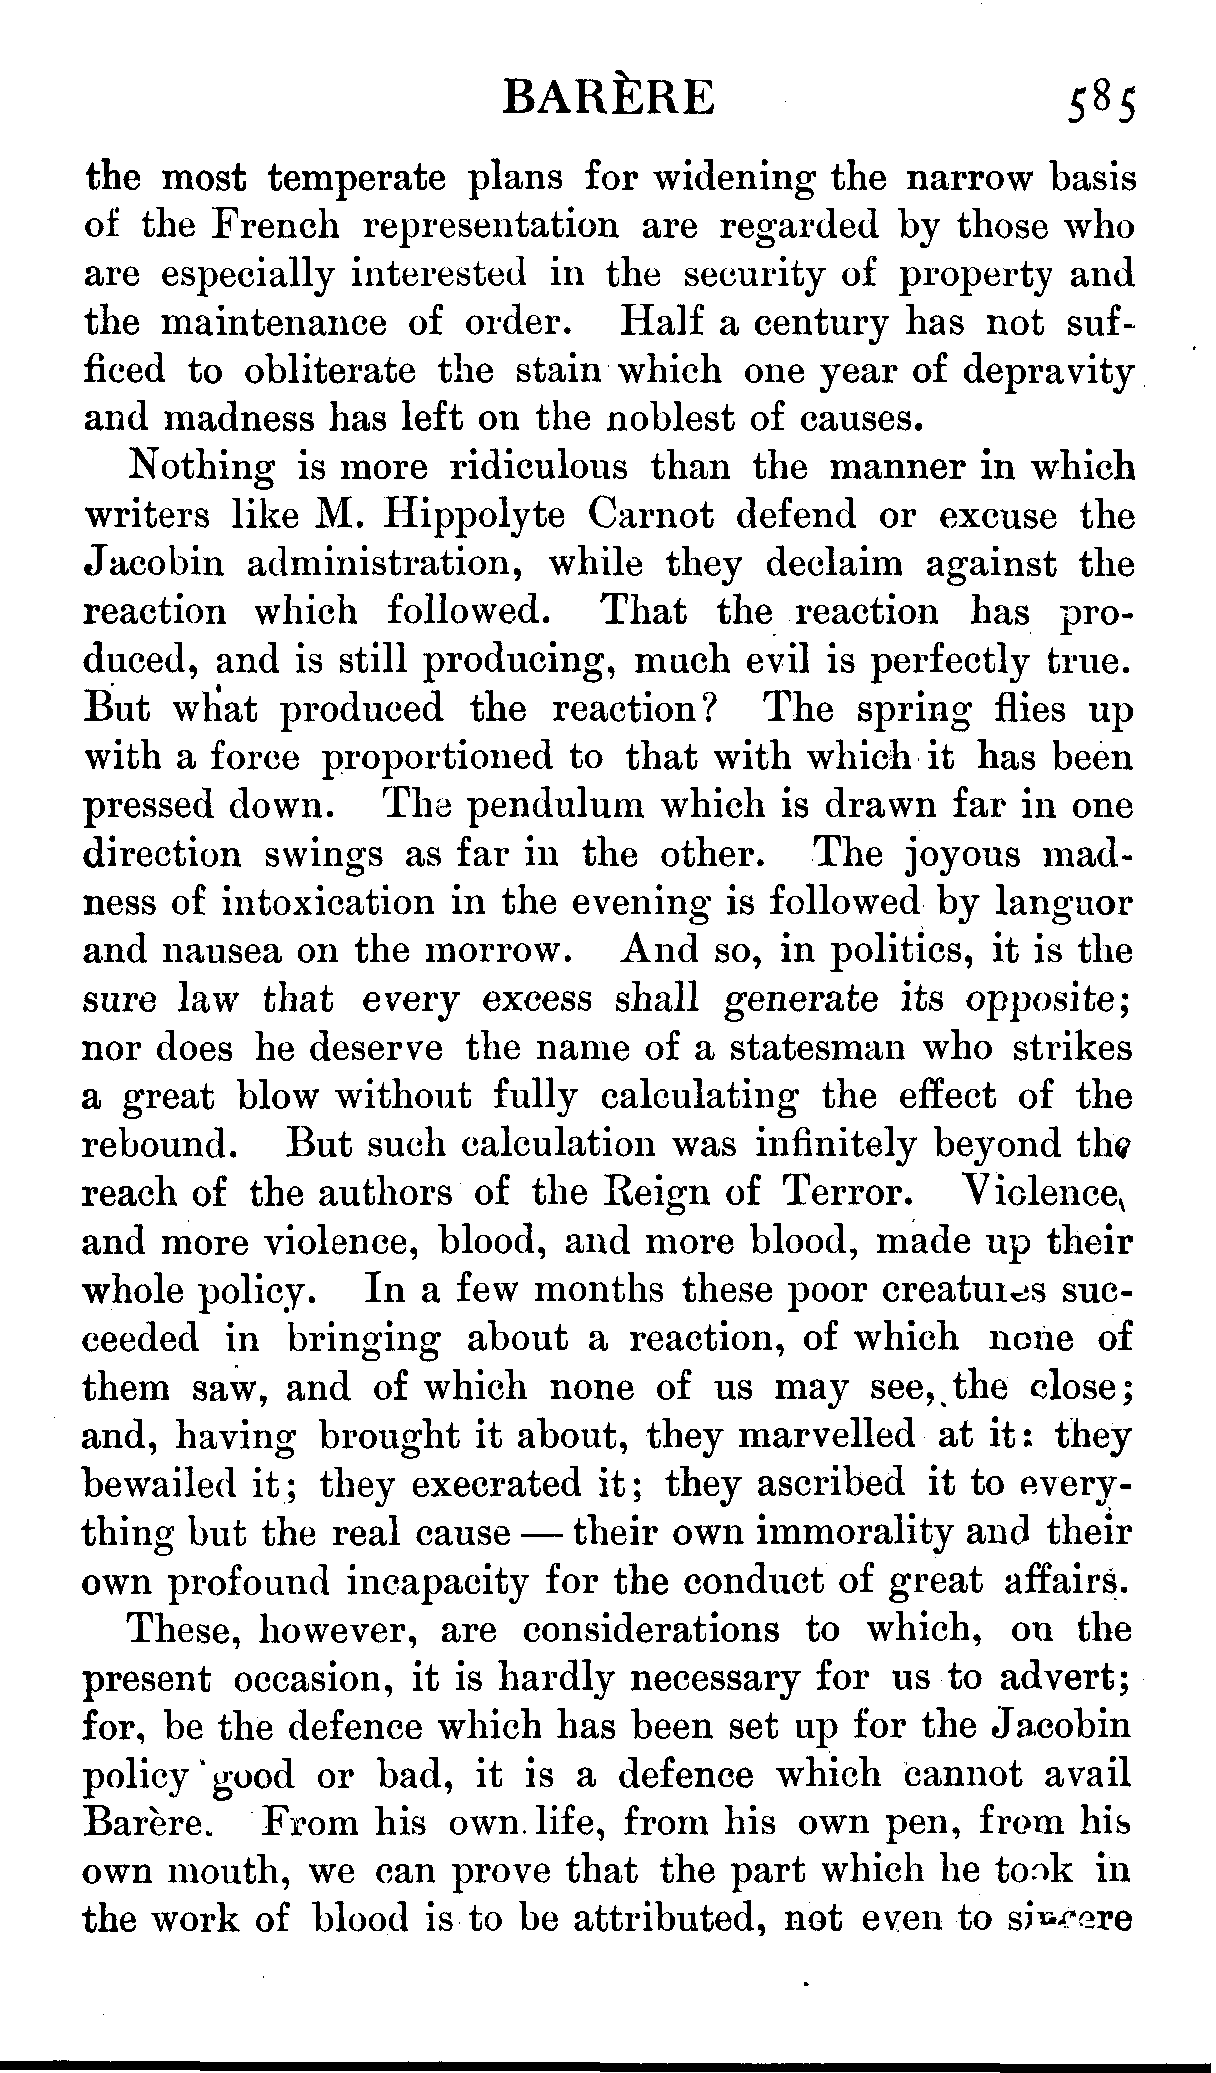 BARÈRE 585
the most temperate plans for widening the narrow basis
of the French representation are regarded by those who
are especially interested in the security of property and
the maintenance of order. Half a century has not suf-
ficed to obliterate the stain which one year of depravity
and madness has left on the noblest of causes.
Nothing is more ridiculous than the manner in which
writers like M. Hippolyte Carnot defend or excuse the
Jacobin administration, while they declaim against the
reaction which followed. That the reaction has pro-
duced, and is still producing, much evil is perfectly true.
But what produced the reaction? The spring flies up
with a force proportioned to that with which it has been
pressed down. The pendulum which is drawn far in one
direction swings as far in the other. The joyous mad-
ness of intoxication in the evening is followed by languor
and nausea on the morrow. And so, in politics, it is the
sure law that every excess shall generate its opposite;
nor does he deserve the name of a statesman who strikes
a great blow without fully calculating the effect of the
rebound. But such calculation was infinitely beyond the
reach of the authors of the Reign of Terror. Violence,
and more violence, blood, and more blood, made up their
whole policy. In a few months these poor creatures suc-
ceeded in bringing about a reaction, of which none of
them saw, and of which none of us may see, the close;
and, having brought it about, they marvelled at it: they
bewailed it; they execrated it; they ascribed it to every-
thing but the real cause — their own immorality and their
own profound incapacity for the conduct of great affairs.
These, however, are considerations to which, on the
present occasion, it is hardly necessary for us to advert;
for, be the defence which has been set up for the Jacobin
policy good or bad, it is a defence which cannot avail
Barère. From his own life, from his own pen, from his
own mouth, we can prove that the part which he took in
the work of blood is to be attributed, not even to sincere